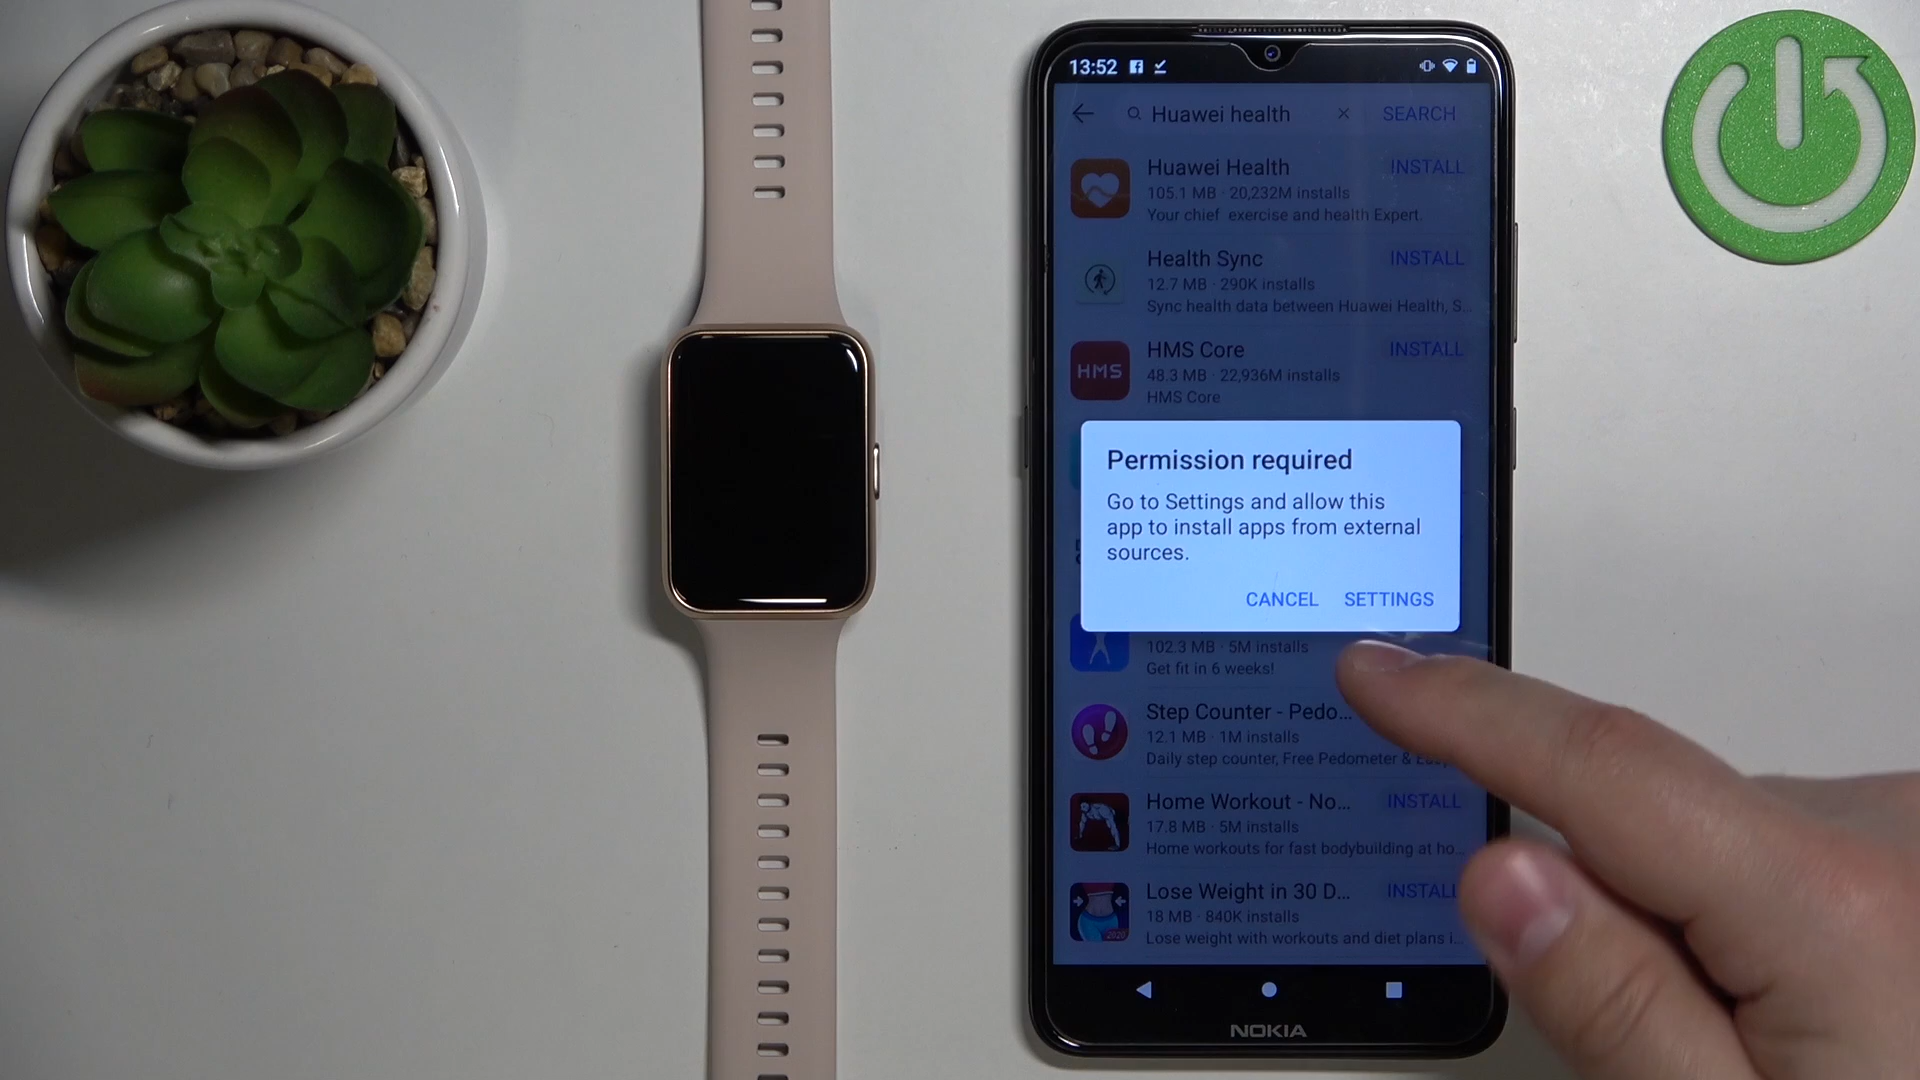 13:52
Huawei health
SEARCH
Huawei Health
INSTALL
105.1 MB · 20,232M installs
Your chief exercise and health Expert.
Health Sync
INSTALL
12.7 MB · 290K installs
Sync health data between Huawei Health, S...
HMS Core
INSTALL
HMS
48.3 MB · 22,936M installs
HMS Core
Permission required
Go to Settings and allow this
app to install apps from external
sources.
CANCEL
SETTINGS
102.3 MB · 5M installs
Get fit in 6 weeks!
Step Counter - Pedo...
12.1 MB · 1M installs
Daily step counter, Free Pedometer &
Home Workout - No...
INSTALL
17.8 MB · 5M installs
Home workouts for fast bodybuilding at ho...
Lose Weight in 30 D...
INSTALL
18 MB · 840K installs
2020
Lose weight with workouts and diet plans i...
NOKIA